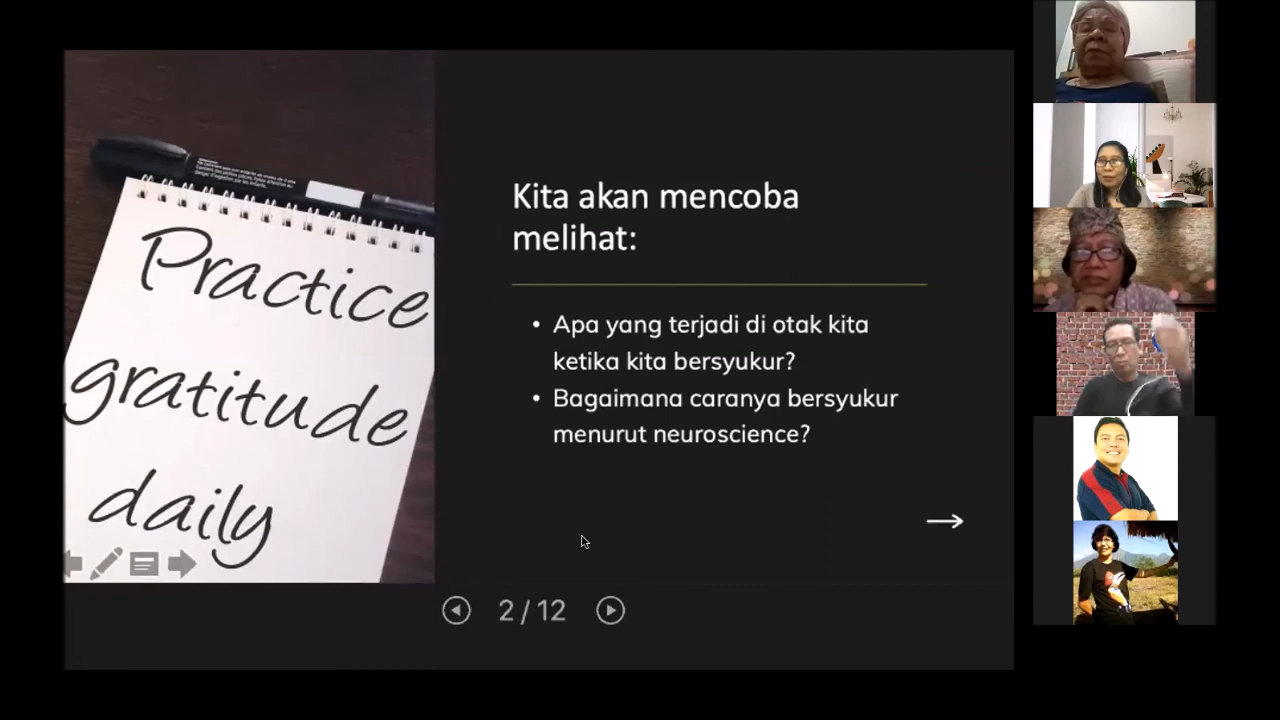 Practice
gratitude
daily
Kita akan mencoba
melihat:
• Apa yang terjadi di otak kita
ketika kita bersyukur?
• Bagaimana caranya bersyukur
menurut neuroscience?
2 / 12